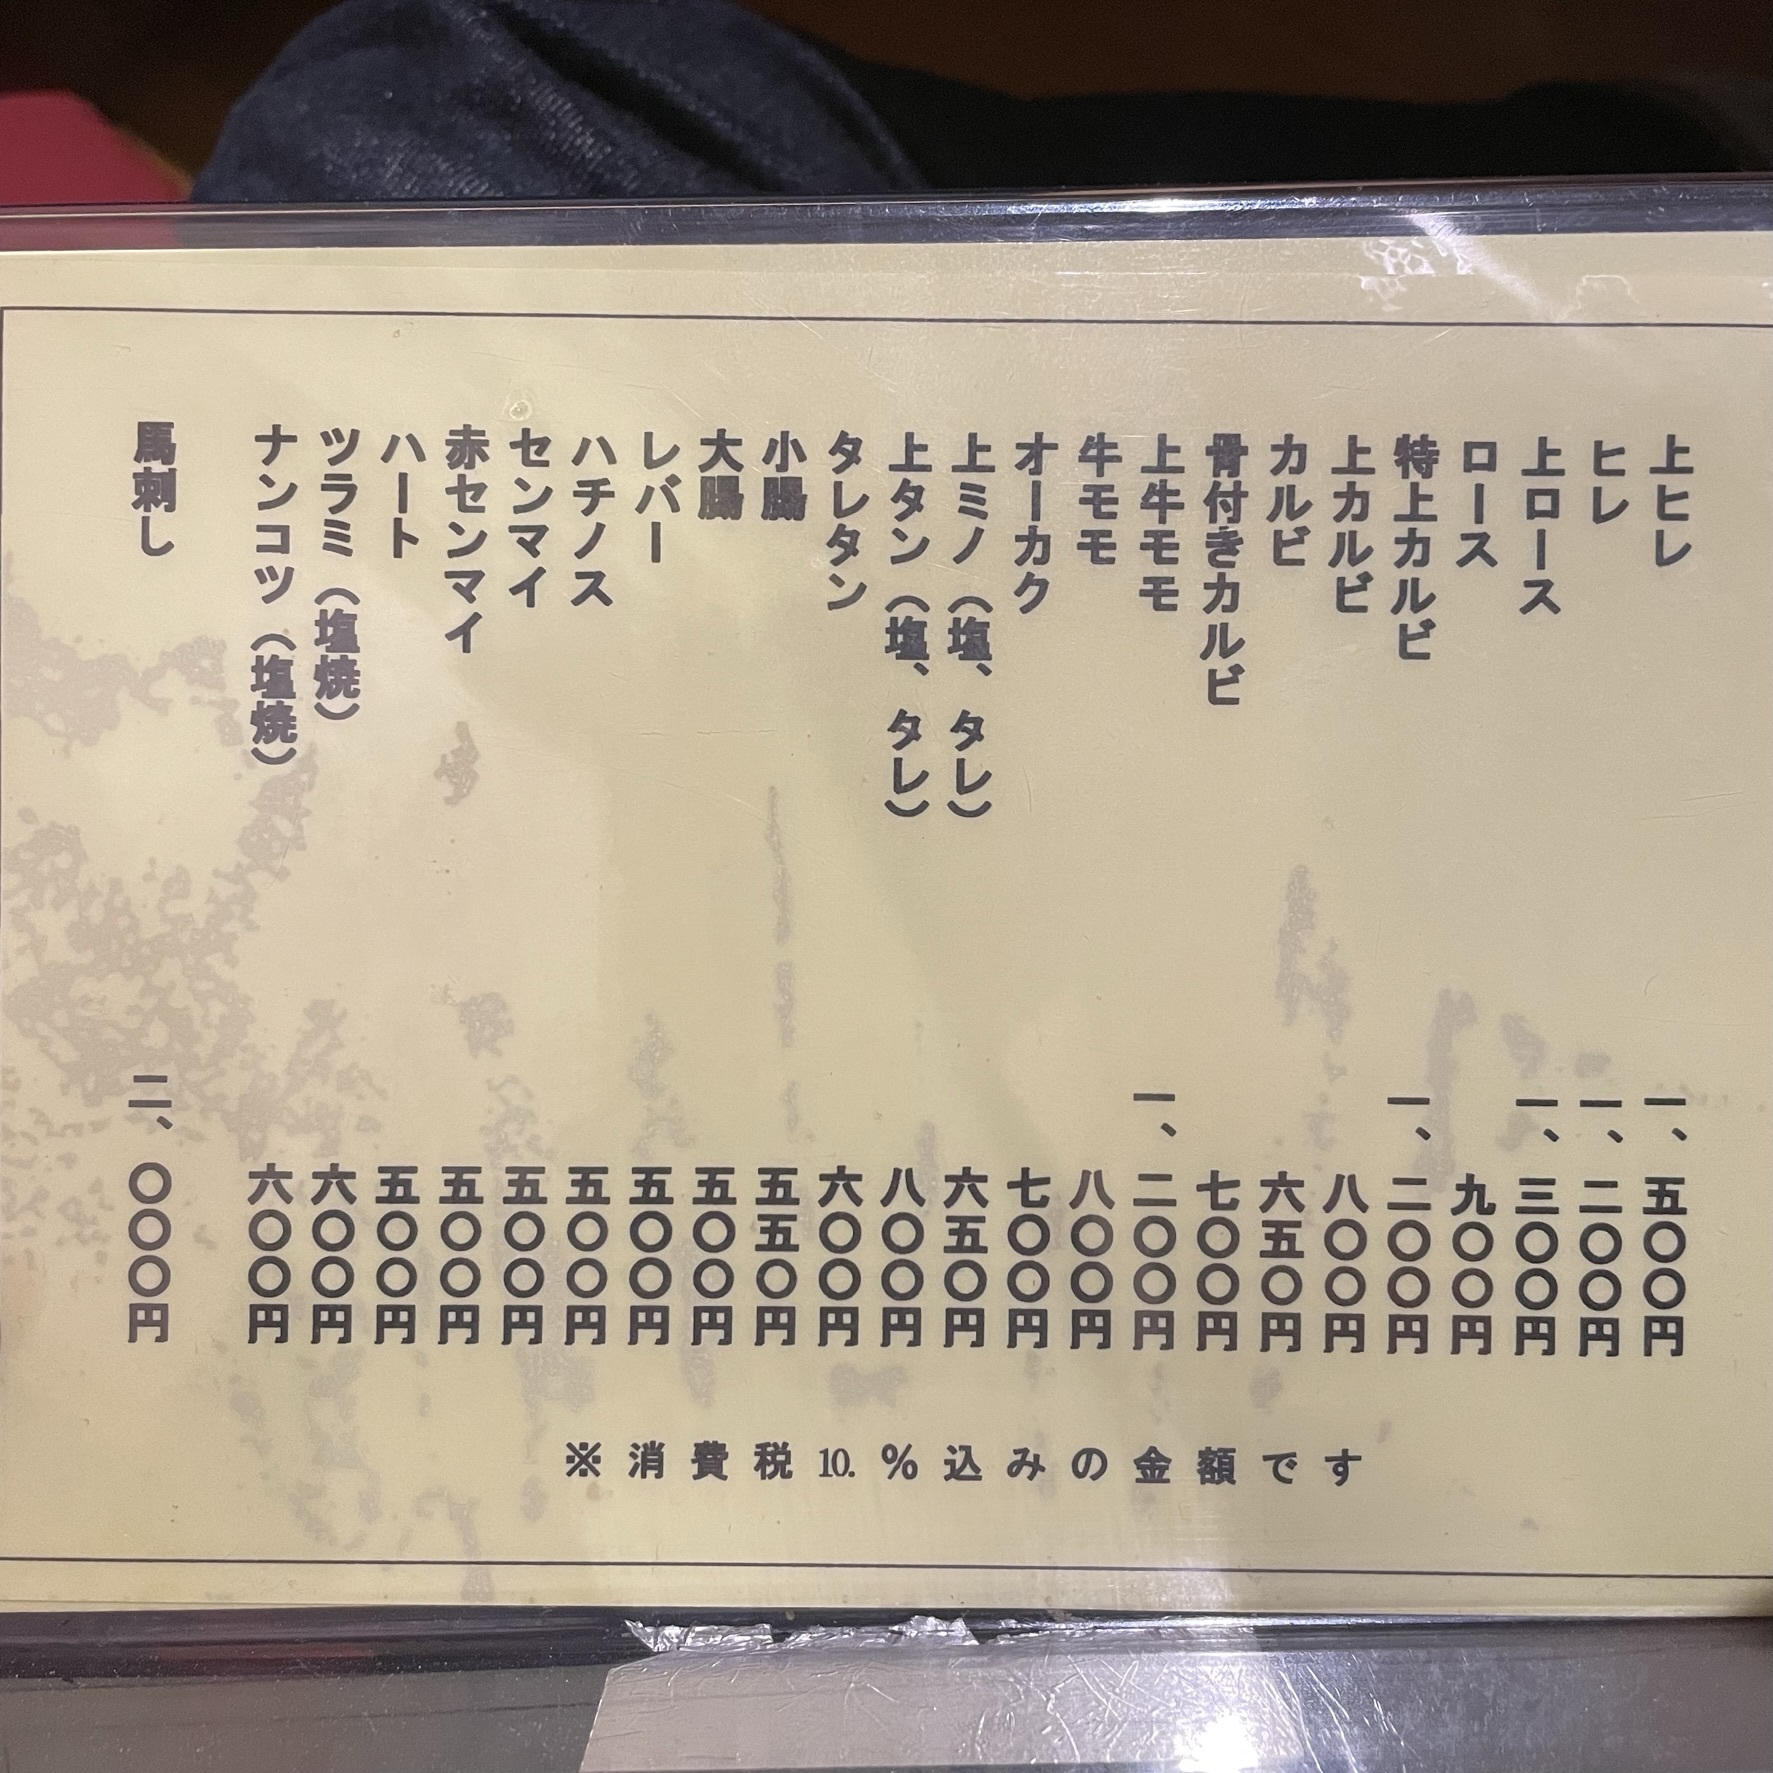 上ヒレ 一、五〇〇円
ヒレ 一、二〇〇円
上ロース 一、三〇〇円
ロース 九〇〇円
特上カルビ 一、二〇〇円
上カルビ 八〇〇円
カルビ 六五〇円
骨付きカルビ 七〇〇円
上牛モモ 一、二〇〇円
牛モモ 八〇〇円
オーカク 七〇〇円
上ミノ（塩、タレ） 六五〇円
上タン（塩、タレ） 八〇〇円
タレタン 六〇〇円
小腸 五五〇円
大腸 五〇〇円
レバー 五〇〇円
ハチノス 五〇〇円
センマイ 五〇〇円
赤センマイ 五〇〇円
ハート 五〇〇円
ツラミ（塩焼） 六〇〇円
ナンコツ（塩焼） 六〇〇円
馬刺し 二、〇〇〇円
※消費税10.%込みの金額です